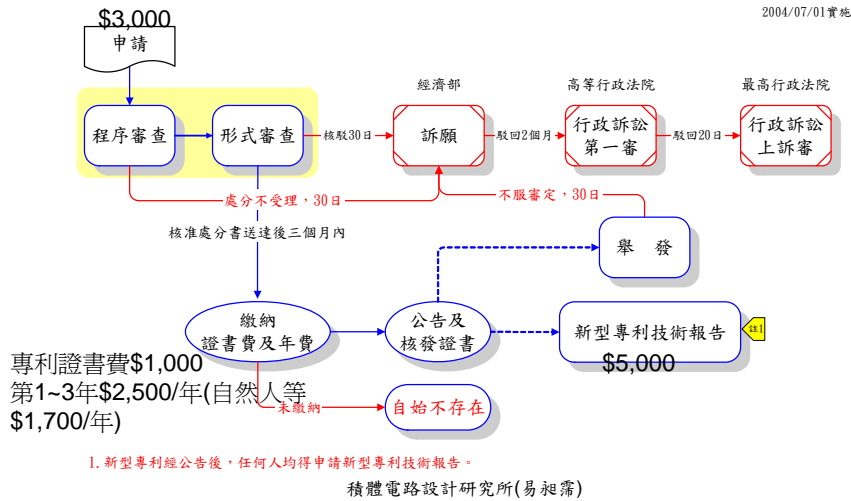 2004/07/01實施
$3,000
申請
經濟部
高等行政法院
最高行政法院
程序審查
形式審查
核駁30日
訴願
駁回2個月
行政訴訟
第一審
駁回20日
行政訴訟
上訴審
處分不受理，30日
不服審定，30日
核准處分書送達後三個月內
舉 發
繳納
證書費及年費
公告及
核發證書
新型專利技術報告
註1
$5,000
專利證書費$1,000
第1~3年$2,500/年(自然人等
$1,700/年)
未繳納
自始不存在
1. 新型專利經公告後，任何人均得申請新型專利技術報告。
積體電路設計研究所(易昶霈)